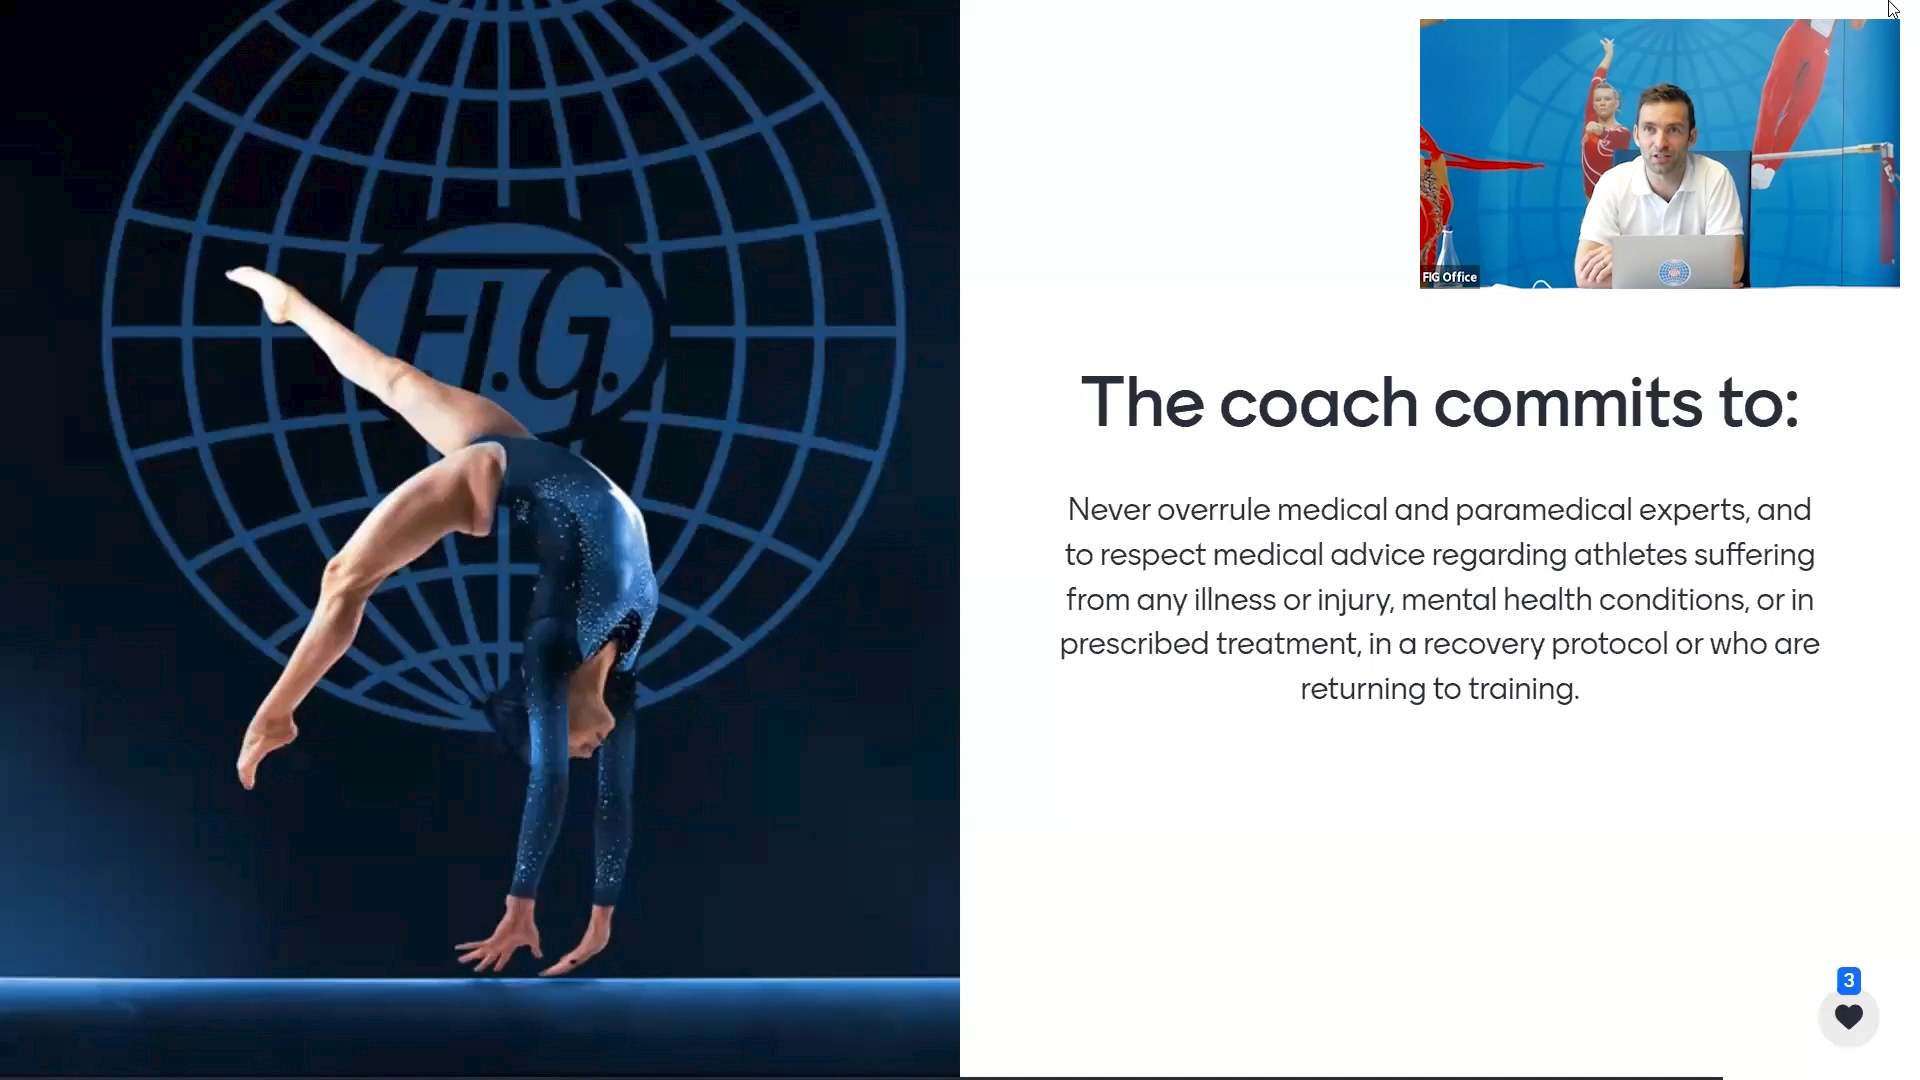 F.I.G.
FIG Office
The coach commits to:
Never overrule medical and paramedical experts, and
to respect medical advice regarding athletes suffering
from any illness or injury, mental health conditions, or in
prescribed treatment, in a recovery protocol or who are
returning to training.
3